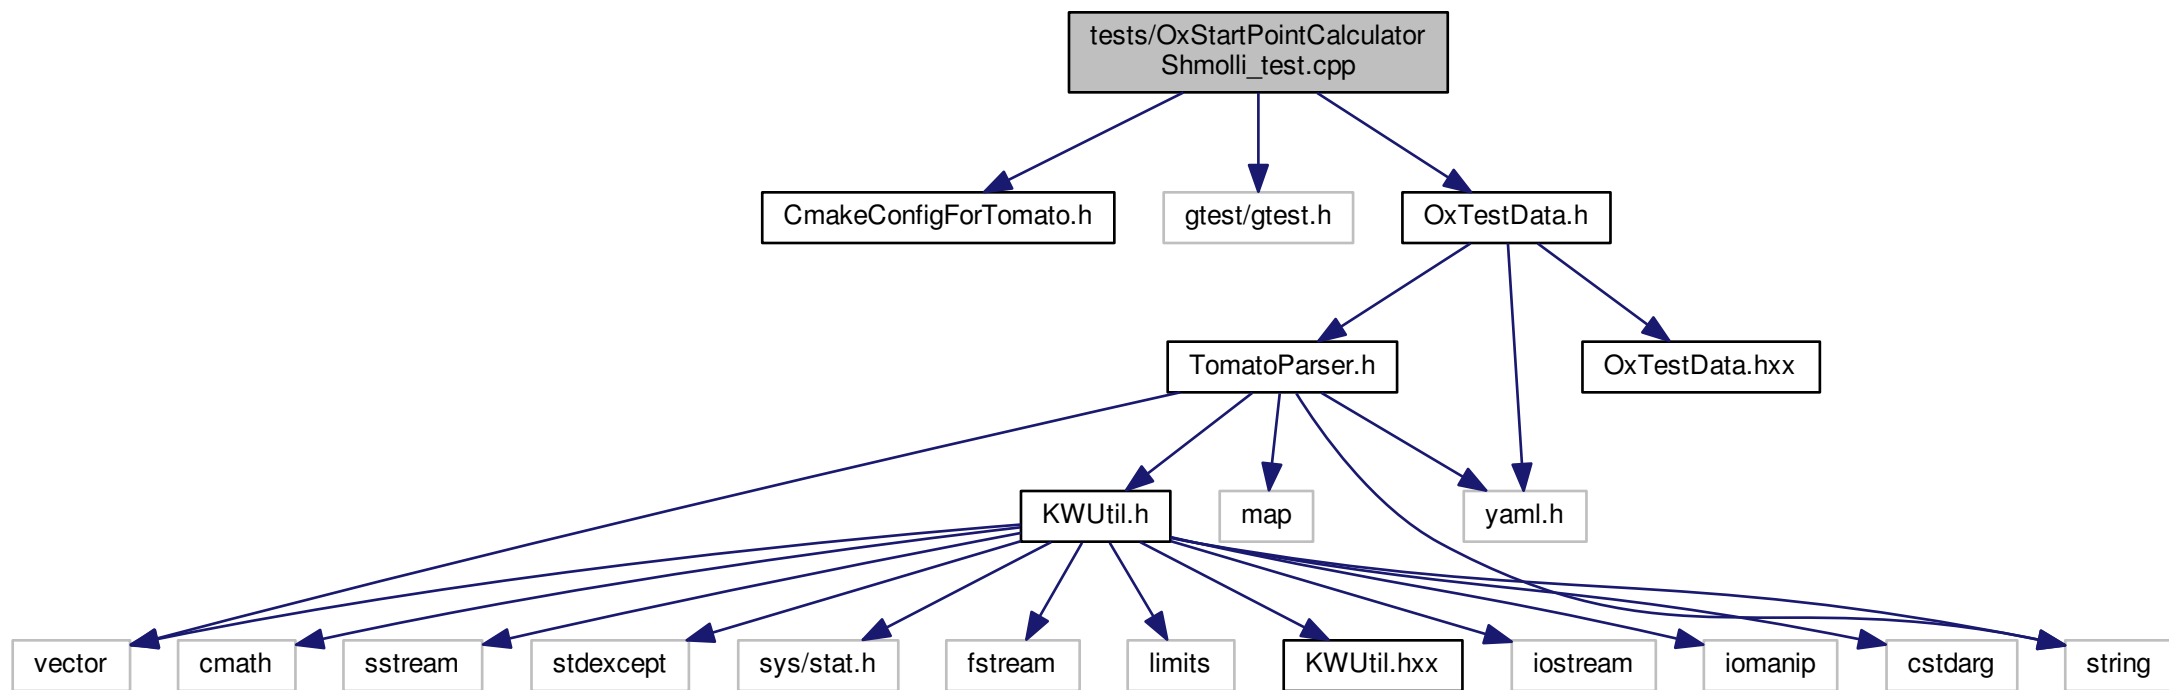 tests/OxStartPointCalculator
Shmolli_test.cpp
CmakeConfigForTomato.h
gtest/gtest.h
OxTestData.h
TomatoParser.h
OxTestData.hxx
KWUtil.h
map
yaml.h
vector
cmath
sstream
stdexcept
sys/stat.h
fstream
limits
KWUtil.hxx
iostream
iomanip
cstdarg
string